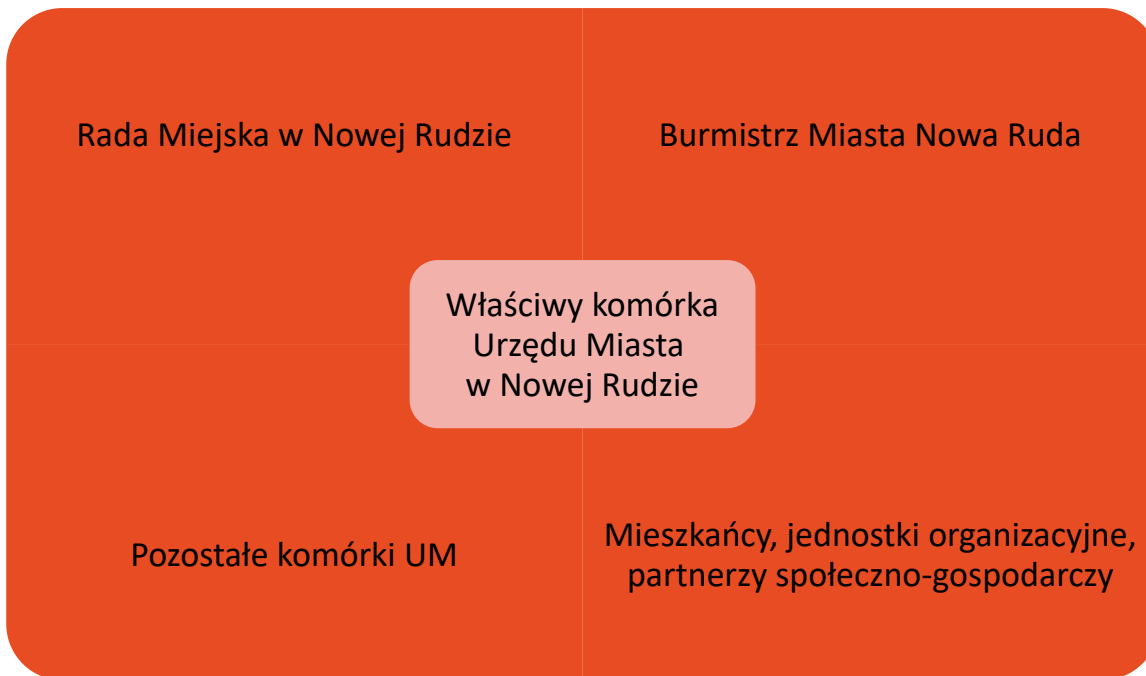 Rada Miejska w Nowej Rudzie
Burmistrz Miasta Nowa Ruda
Właściwy komórka
Urzędu Miasta
w Nowej Rudzie
Pozostałe komórki UM
Mieszkańcy, jednostki organizacyjne,
partnerzy społeczno-gospodarczy